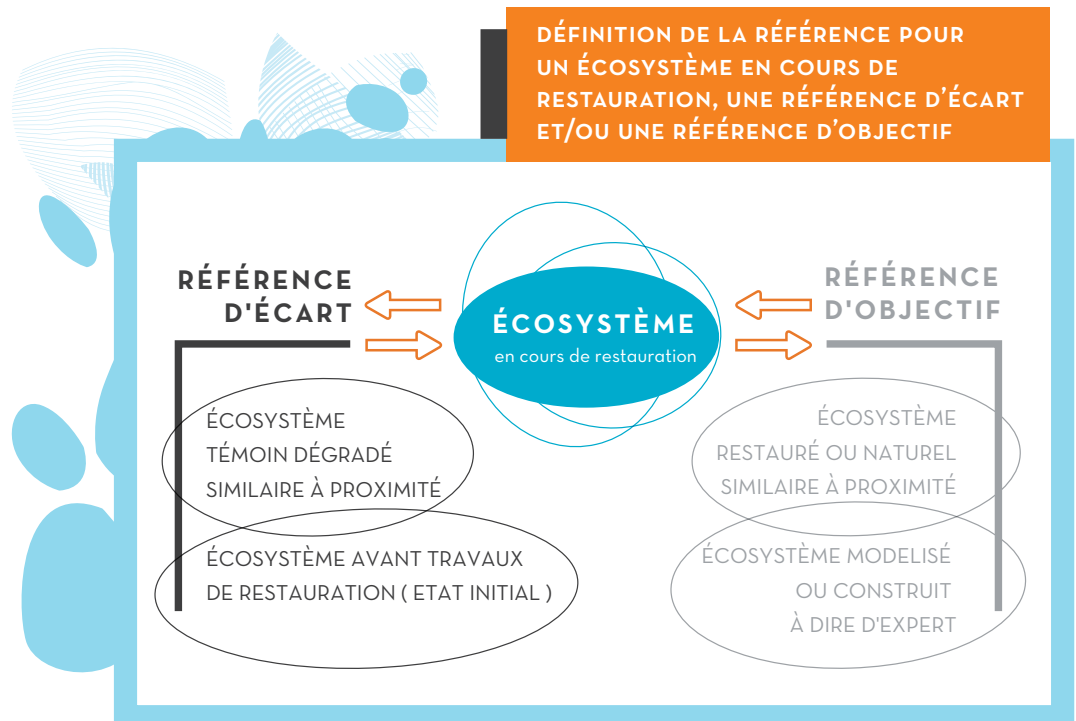 DÉFINITION DE LA RÉFÉRENCE POUR
UN ÉCOSYSTÈME EN COURS DE
RESTAURATION, UNE RÉFÉRENCE D'ÉCART
ET/OU UNE RÉFÉRENCE D'OBJECTIF
RÉFÉRENCE
D'ÉCART
ÉCOSYSTÈME
TÉMOIN DÉGRADÉ
SIMILAIRE À PROXIMITÉ
ÉCOSYSTÈME AVANT TRAVAUX
DE RESTAURATION ( ETAT INITIAL )
ÉCOSYSTÈME
en cours de restauration
RÉFÉRENCE
D'OBJECTIF
ÉCOSYSTÈME
RESTAURÉ OU NATUREL
SIMILAIRE À PROXIMITÉ
ÉCOSYSTÈME MODELISÉ
OU CONSTRUIT
À DIRE D'EXPERT